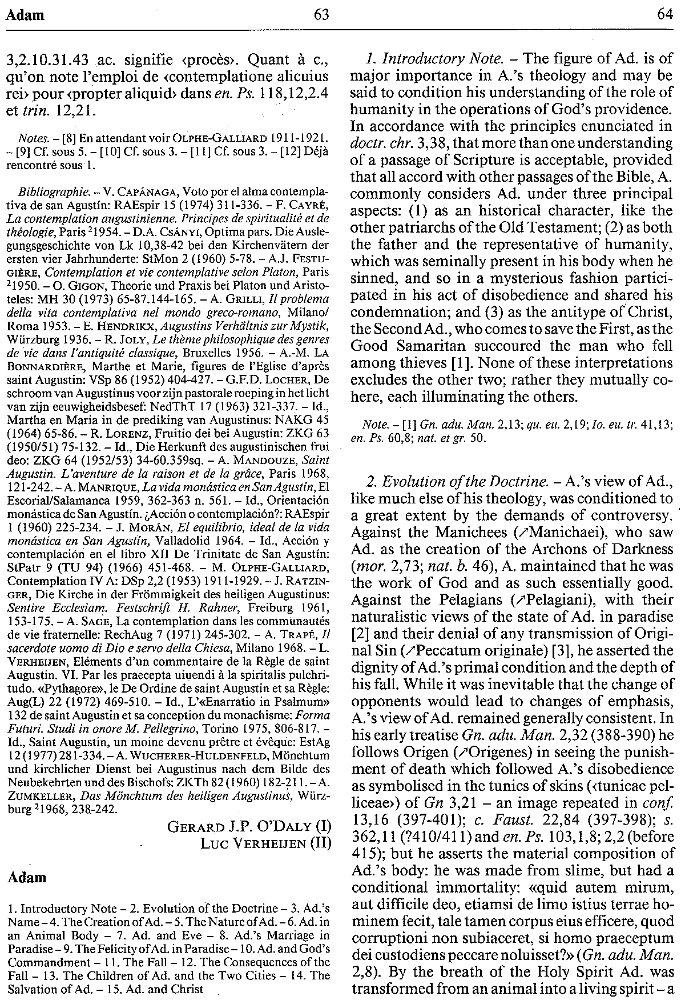 Adam 63 64
3,2.10.31.43 ac. signifie ‹procès›. Quant à c.,
qu'on note l'emploi de ‹contemplatione alicuius
rei› pour ‹propter aliquid› dans en. Ps. 118,12,2.4
et trin. 12,21.
Notes. – [8] En attendant voir OLPHE-GALLIARD 1911-1921.
– [9] Cf. sous 5. – [10] Cf. sous 3. – [11] Cf. sous 3. – [12] Déjà
rencontré sous 1.
Bibliographie. – V. CAPÁNAGA, Voto por el alma contempla-
tiva de san Agustín: RAEspir 15 (1974) 311-336. – F. CAYRÉ,
La contemplation augustinienne. Principes de spiritualité et de
théologie, Paris ²1954. – D.A. CSÁNYI, Optima pars. Die Ausle-
gungsgeschichte von Lk 10,38-42 bei den Kirchenvätern der
ersten vier Jahrhunderte: StMon 2 (1960) 5-78. – A.J. FESTU-
GIÈRE, Contemplation et vie contemplative selon Platon, Paris
²1950. – O. GIGON, Theorie und Praxis bei Platon und Aristo-
teles: MH 30 (1973) 65-87.144-165. – A. GRILLI, Il problema
della vita contemplativa nel mondo greco-romano, Milano/
Roma 1953. – E. HENDRIKX, Augustins Verhältnis zur Mystik,
Würzburg 1936. – R. JOLY, Le thème philosophique des genres
de vie dans l'antiquité classique, Bruxelles 1956. – A.-M. LA
BONNARDIÈRE, Marthe et Marie, figures de l'Eglise d'après
saint Augustin: VSp 86 (1952) 404-427. – G.F.D. LOCHER, De
schroom van Augustinus voor zijn pastorale roeping in het licht
van zijn eeuwigheidsbesef: NedThT 17 (1963) 321-337. – Id.,
Martha en Maria in de prediking van Augustinus: NAKG 45
(1964) 65-86. – R. LORENZ, Fruitio dei bei Augustin: ZKG 63
(1950/51) 75-132. – Id., Die Herkunft des augustinischen frui
deo: ZKG 64 (1952/53) 34-60.359sq. – A. MANDOUZE, Saint
Augustin. L'aventure de la raison et de la grâce, Paris 1968,
121-242. – A. MANRIQUE, La vida monástica en San Agustín, El
Escorial/Salamanca 1959, 362-363 n. 561. – Id., Orientación
monástica de San Agustín. ¿Acción o contemplación?: RAEspir
1 (1960) 225-234. – J. MORÁN, El equilibrio, ideal de la vida
monástica en San Agustín, Valladolid 1964. – Id., Acción y
contemplación en el libro XII De Trinitate de San Agustín:
StPatr 9 (TU 94) (1966) 451-468. – M. OLPHE-GALLIARD,
Contemplation IV A: DSp 2,2 (1953) 1911-1929. – J. RATZIN-
GER, Die Kirche in der Frömmigkeit des heiligen Augustinus:
Sentire Ecclesiam. Festschrift H. Rahner, Freiburg 1961,
153-175. – A. SAGE, La contemplation dans les communautés
de vie fraternelle: RechAug 7 (1971) 245-302. – A. TRAPÉ, Il
sacerdote uomo di Dio e servo della Chiesa, Milano 1968. – L.
VERHEIJEN, Eléments d'un commentaire de la Règle de saint
Augustin. VI. Par les praecepta uiuendi à la spiritalis pulchri-
tudo. «Pythagore», le De Ordine de saint Augustin et sa Règle:
Aug(L) 22 (1972) 469-510. – Id., L'«Enarratio in Psalmum»
132 de saint Augustin et sa conception du monachisme: Forma
Futuri. Studi in onore M. Pellegrino, Torino 1975, 806-817. –
Id., Saint Augustin, un moine devenu prêtre et évêque: EstAg
12 (1977) 281-334. – A. WUCHERER-HULDENFELD, Mönchtum
und kirchlicher Dienst bei Augustinus nach dem Bilde des
Neubekehrten und des Bischofs: ZKTh 82 (1960) 182-211. – A.
ZUMKELLER, Das Mönchtum des heiligen Augustinus, Würz-
burg ²1968, 238-242.
GERARD J.P. O'DALY (I)
LUC VERHEIJEN (II)
Adam
1. Introductory Note – 2. Evolution of the Doctrine – 3. Ad.'s
Name – 4. The Creation of Ad. – 5. The Nature of Ad. – 6. Ad. in
an Animal Body – 7. Ad. and Eve – 8. Ad.'s Marriage in
Paradise – 9. The Felicity of Ad. in Paradise – 10. Ad. and God's
Commandment – 11. The Fall – 12. The Consequences of the
Fall – 13. The Children of Ad. and the Two Cities – 14. The
Salvation of Ad. – 15. Ad. and Christ
1. Introductory Note. – The figure of Ad. is of
major importance in A.'s theology and may be
said to condition his understanding of the role of
humanity in the operations of God's providence.
In accordance with the principles enunciated in
doctr. chr. 3,38, that more than one understanding
of a passage of Scripture is acceptable, provided
that all accord with other passages of the Bible, A.
commonly considers Ad. under three principal
aspects: (1) as an historical character, like the
other patriarchs of the Old Testament; (2) as both
the father and the representative of humanity,
which was seminally present in his body when he
sinned, and so in a mysterious fashion partici-
pated in his act of disobedience and shared his
condemnation; and (3) as the antitype of Christ,
the Second Ad., who comes to save the First, as the
Good Samaritan succoured the man who fell
among thieves [1]. None of these interpretations
excludes the other two; rather they mutually co-
here, each illuminating the others.
Note. – [1] Gn. adu. Man. 2,13; qu. eu. 2,19; Io. eu. tr. 41,13;
en. Ps. 60,8; nat. et gr. 50.
2. Evolution of the Doctrine. – A.'s view of Ad.,
like much else of his theology, was conditioned to
a great extent by the demands of controversy.
Against the Manichees (↗Manichaei), who saw
Ad. as the creation of the Archons of Darkness
(mor. 2,73; nat. b. 46), A. maintained that he was
the work of God and as such essentially good.
Against the Pelagians (↗Pelagiani), with their
naturalistic views of the state of Ad. in paradise
[2] and their denial of any transmission of Origi-
nal Sin (↗Peccatum originale) [3], he asserted the
dignity of Ad.'s primal condition and the depth of
his fall. While it was inevitable that the change of
opponents would lead to changes of emphasis,
A.'s view of Ad. remained generally consistent. In
his early treatise Gn. adu. Man. 2,32 (388-390) he
follows Origen (↗Origenes) in seeing the punish-
ment of death which followed A.'s disobedience
as symbolised in the tunics of skins (‹tunicae pel-
liceae›) of Gn 3,21 – an image repeated in conf.
13,16 (397-401); c. Faust. 22,84 (397-398); s.
362,11 (?410/411) and en. Ps. 103,1,8; 2,2 (before
415); but he asserts the material composition of
Ad.'s body: he was made from slime, but had a
conditional immortality: «quid autem mirum,
aut difficile deo, etiamsi de limo istius terrae ho-
minem fecit, tale tamen corpus eius efficere, quod
corruptioni non subiaceret, si homo praeceptum
dei custodiens peccare noluisset?» (Gn. adu. Man.
2,8). By the breath of the Holy Spirit Ad. was
transformed from an animal into a living spirit – a